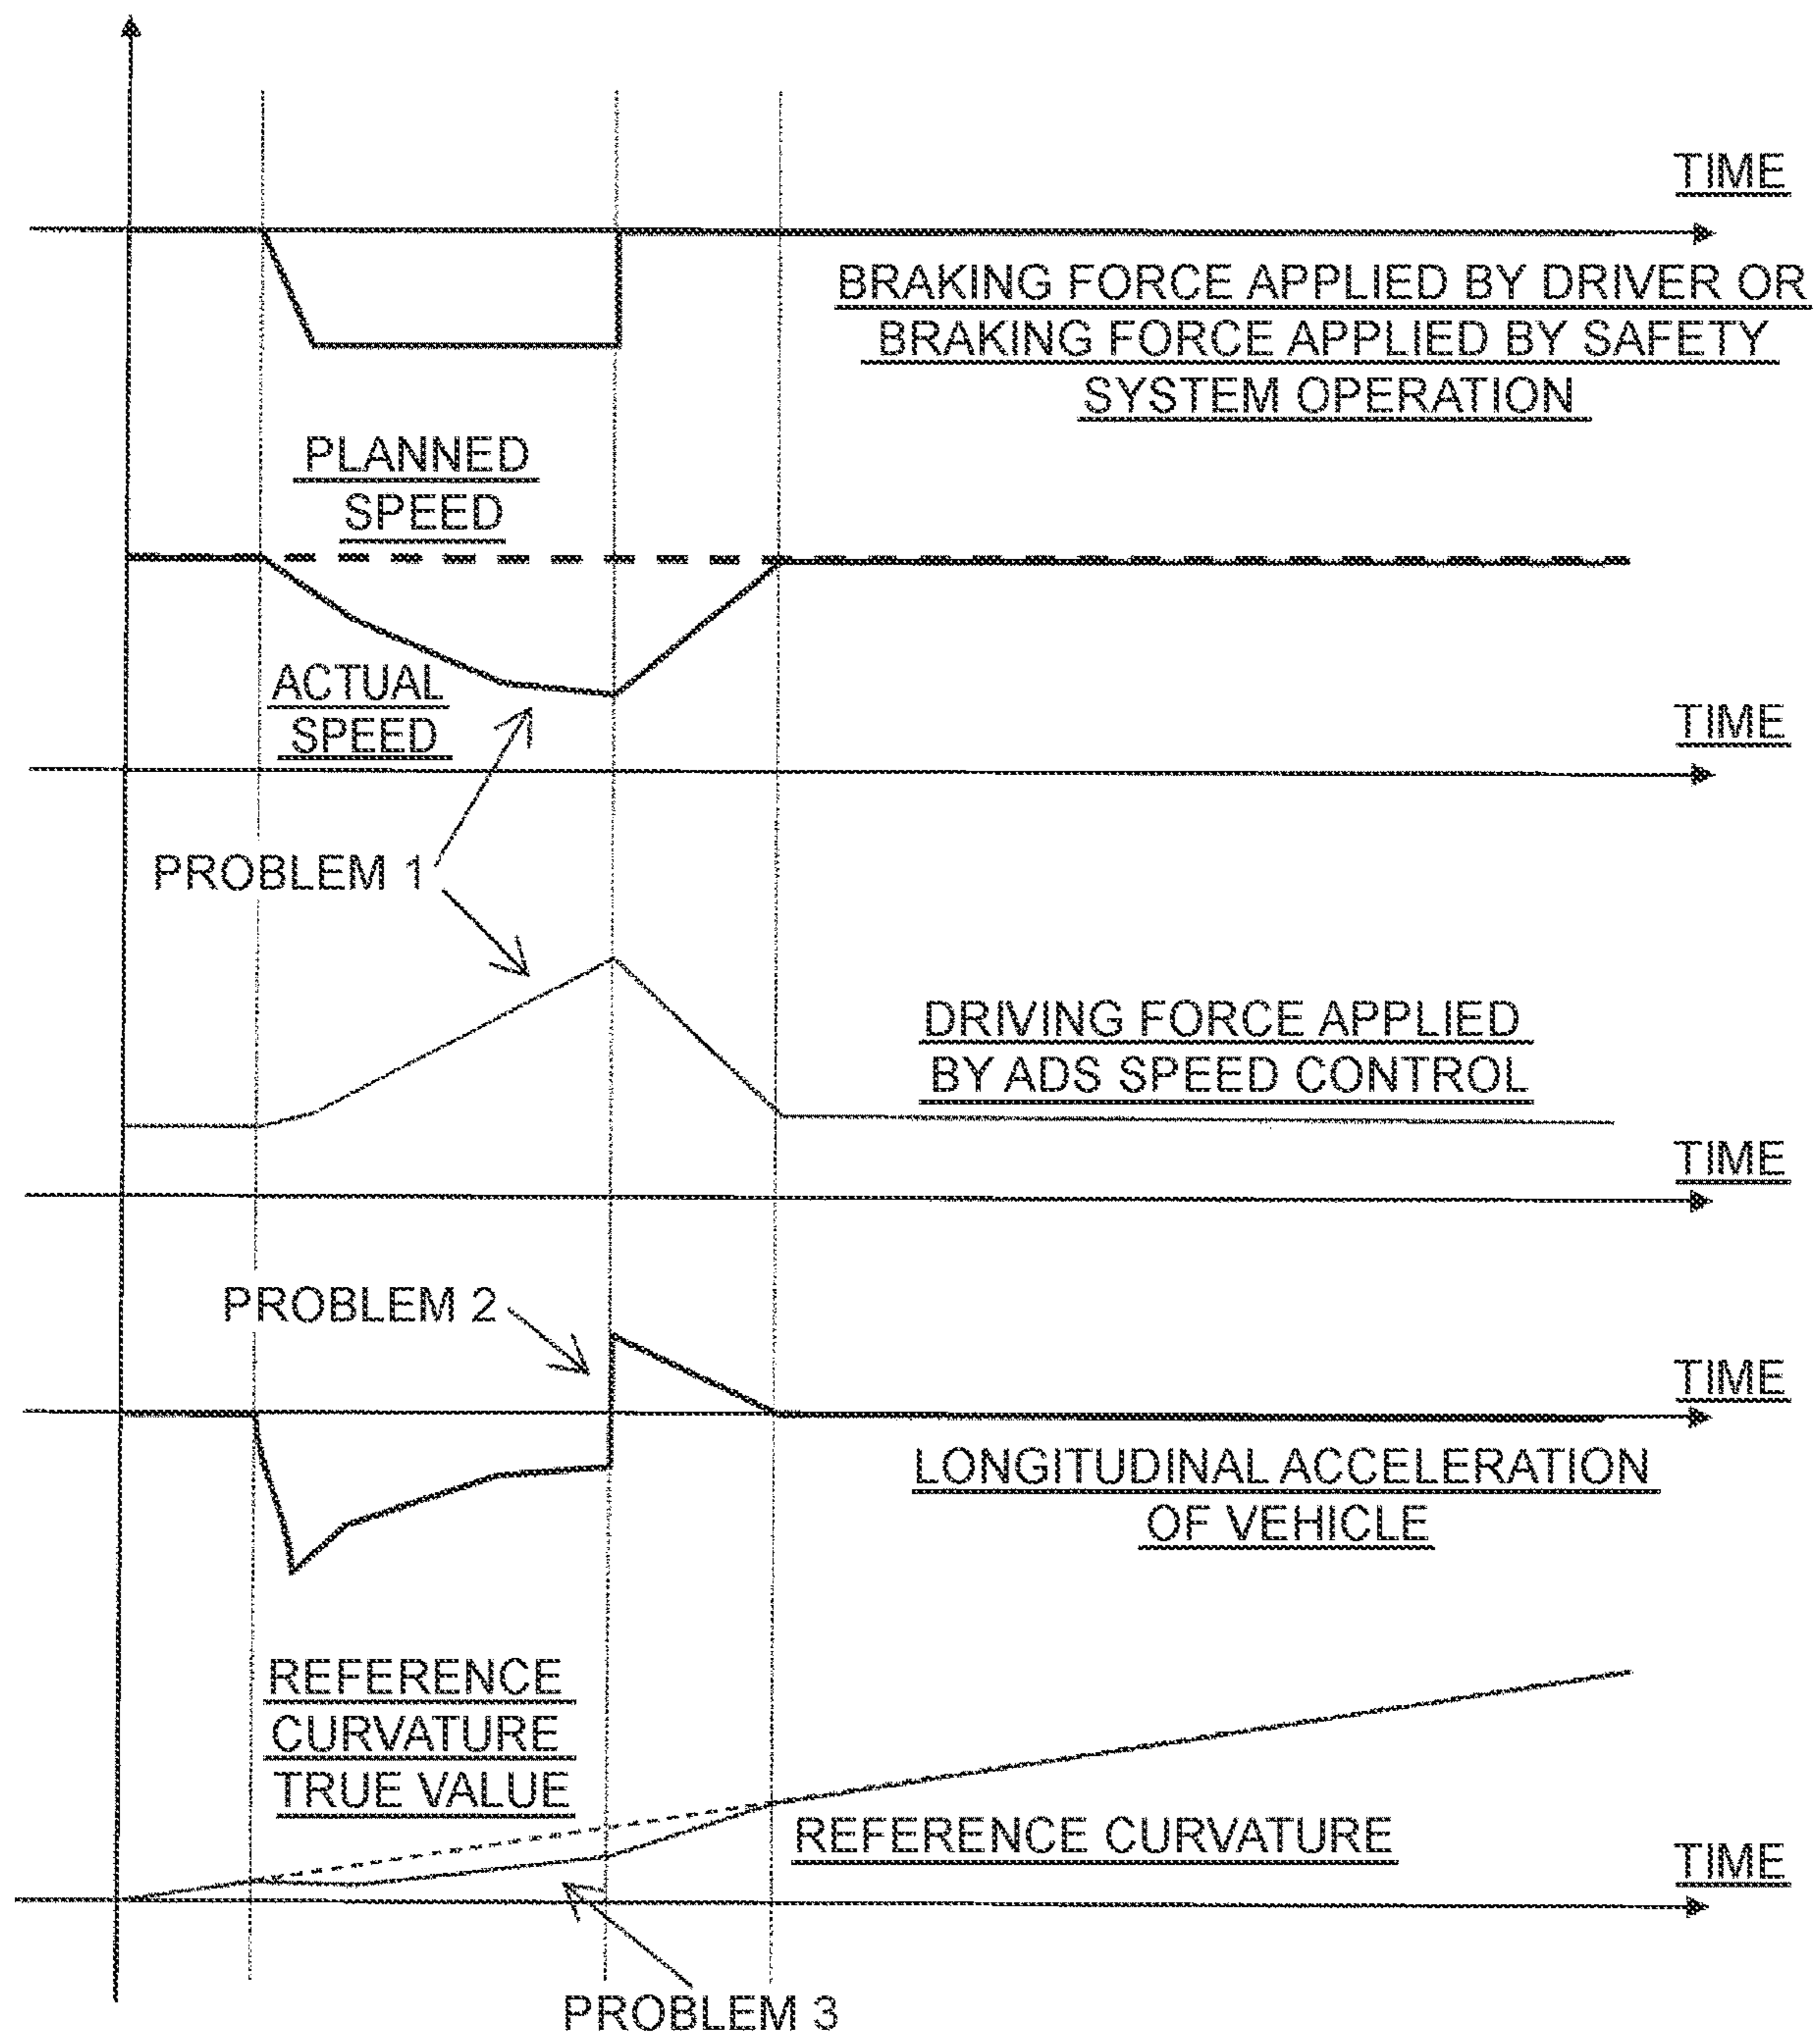 TIME
BRAKING FORCE APPLIED BY DRIVER OR
BRAKING FORCE APPLIED BY SAFETY
SYSTEM OPERATION
PLANNED
SPEED
ACTUAL
SPEED
TIME
PROBLEM 1
DRIVING FORCE APPLIED
BY ADS SPEED CONTROL
TIME
PROBLEM 2
TIME
LONGITUDINAL ACCELERATION
OF VEHICLE
REFERENCE
CURVATURE
TRUE VALUE
REFERENCE CURVATURE
TIME
PROBLEM 3